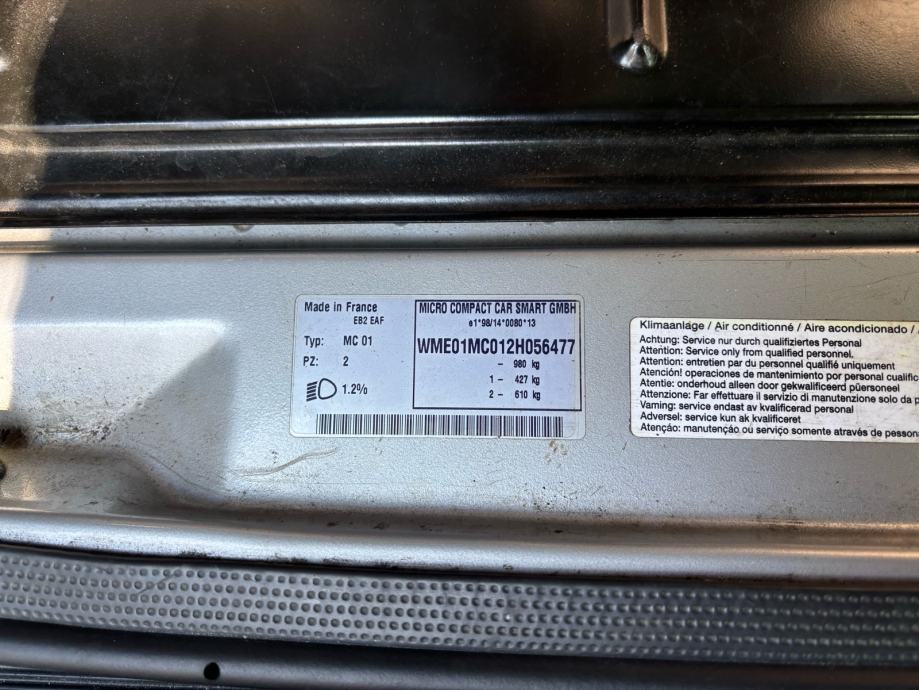 Made in France
EB2 EAF
Typ: MC 01
PZ: 2
1.2%
MICRO COMPACT CAR SMART GMBH
e1*98/14*0080*13
WME01MC012H056477
– 980 kg
1 – 427 kg
2 – 610 kg
Klimaanlage / Air conditionné / Aire acondicionado /
Achtung: Service nur durch qualifiziertes Personal
Attention: Service only from qualified personnel.
Attention: entretien par du personnel qualifié uniquement
Atención! operaciones de mantenimiento por personal cualific
Atentie: onderhoud alleen door gekwalificeerd püersoneel
Attenzione: Far effettuare il servizio di manutenzione solo da p
Varning: service endast av kvalificerad personal
Adversel: service kun ak kvalificeret
Atenção: manutenção ou serviço somente através de persona